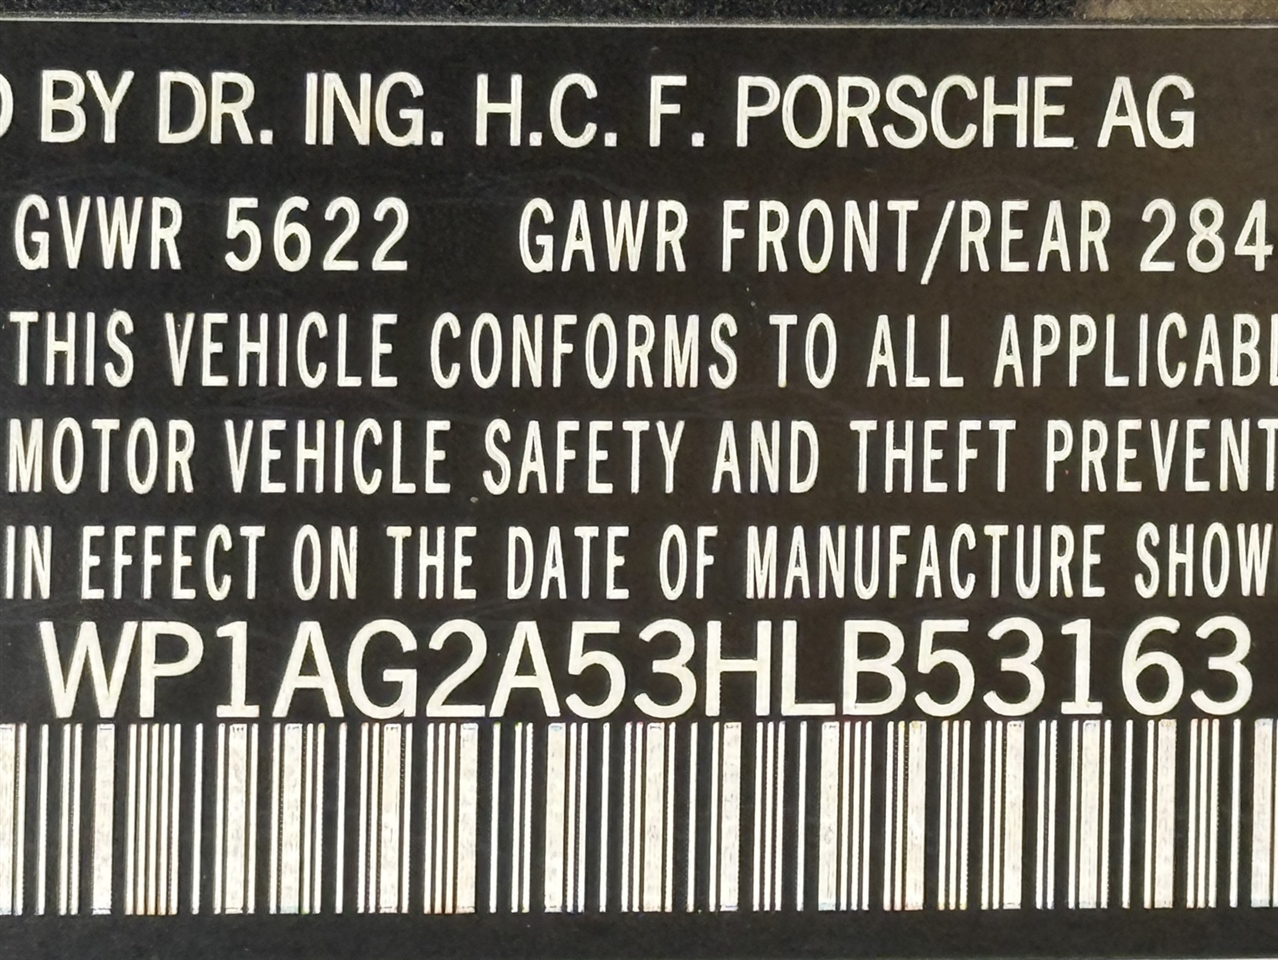 BY DR. ING. H.C. F. PORSCHE AG
GVWR 5622 GAWR FRONT/REAR 284
THIS VEHICLE CONFORMS TO ALL APPLICABL
MOTOR VEHICLE SAFETY AND THEFT PREVENT
IN EFFECT ON THE DATE OF MANUFACTURE SHOW
WP1AG2A53HLB53163